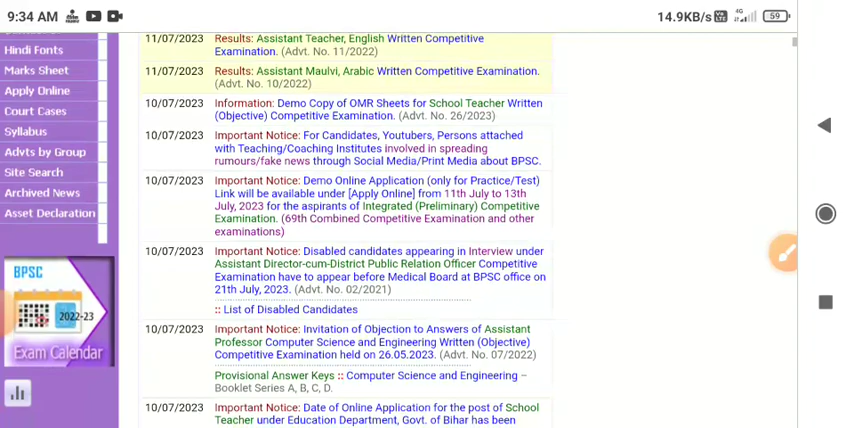 9:34 AM
14.9KB/s
4G
59
Hindi Fonts
Marks Sheet
Apply Online
Court Cases
Syllabus
Advts by Group
Site Search
Archived News
Asset Declaration
BPSC
2022-23
Exam Calendar
11/07/2023 Results: Assistant Teacher, English Written Competitive
Examination. (Advt. No. 11/2022)
11/07/2023 Results: Assistant Maulvi, Arabic Written Competitive Examination.
(Advt. No. 10/2022)
10/07/2023 Information: Demo Copy of OMR Sheets for School Teacher Written
(Objective) Competitive Examination. (Advt. No. 26/2023)
10/07/2023 Important Notice: For Candidates, Youtubers, Persons attached
with Teaching/Coaching Institutes involved in spreading
rumours/fake news through Social Media/Print Media about BPSC.
10/07/2023 Important Notice: Demo Online Application (only for Practice/Test)
Link will be available under [Apply Online] from 11th July to 13th
July, 2023 for the aspirants of Integrated (Preliminary) Competitive
Examination. (69th Combined Competitive Examination and other
examinations)
10/07/2023 Important Notice: Disabled candidates appearing in Interview under
Assistant Director-cum-District Public Relation Officer Competitive
Examination have to appear before Medical Board at BPSC office on
21th July, 2023. (Advt. No. 02/2021)
:: List of Disabled Candidates
10/07/2023 Important Notice: Invitation of Objection to Answers of Assistant
Professor Computer Science and Engineering Written (Objective)
Competitive Examination held on 26.05.2023. (Advt. No. 07/2022)
Provisional Answer Keys :: Computer Science and Engineering –
Booklet Series A, B, C, D.
10/07/2023 Important Notice: Date of Online Application for the post of School
Teacher under Education Department, Govt. of Bihar has been